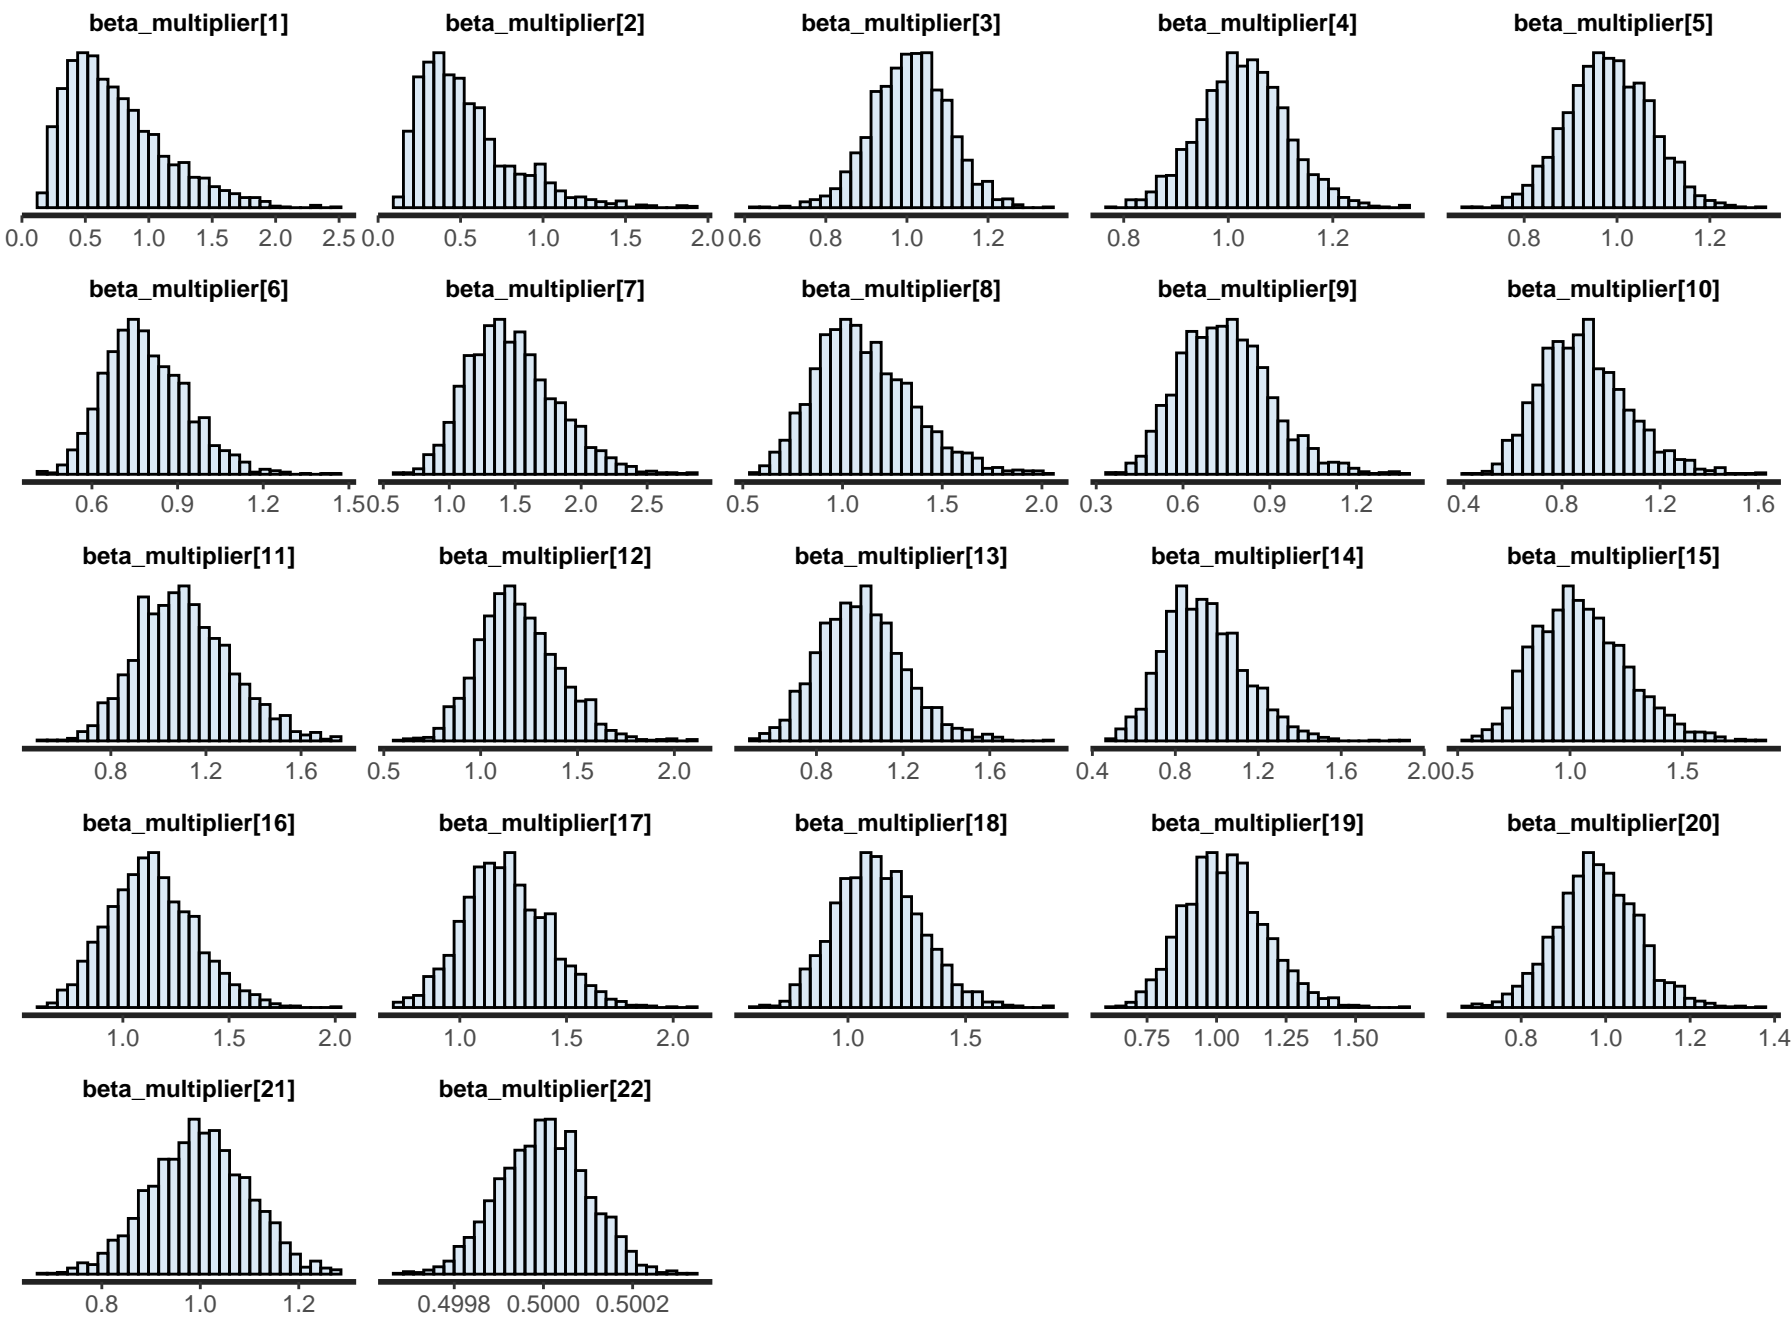 beta_multiplier[1] beta_multiplier[2] beta_multiplier[3] beta_multiplier[4] beta_multiplier[5]
0.0 0.5 1.0 1.5 2.0 2.5 0.0 0.5 1.0 1.5 2.0 0.6 0.8 1.0 1.2 0.8 1.0 1.2 0.8 1.0 1.2
beta_multiplier[6] beta_multiplier[7] beta_multiplier[8] beta_multiplier[9] beta_multiplier[10]
0.6 0.9 1.2 1.5 0.5 1.0 1.5 2.0 2.5 0.5 1.0 1.5 2.0 0.3 0.6 0.9 1.2 0.4 0.8 1.2 1.6
beta_multiplier[11] beta_multiplier[12] beta_multiplier[13] beta_multiplier[14] beta_multiplier[15]
0.8 1.2 1.6 0.5 1.0 1.5 2.0 0.8 1.2 1.6 0.4 0.8 1.2 1.6 2.0 0.5 1.0 1.5
beta_multiplier[16] beta_multiplier[17] beta_multiplier[18] beta_multiplier[19] beta_multiplier[20]
1.0 1.5 2.0 1.0 1.5 2.0 1.0 1.5 0.75 1.00 1.25 1.50 0.8 1.0 1.2 1.4
beta_multiplier[21] beta_multiplier[22]
0.8 1.0 1.2 0.4998 0.5000 0.5002